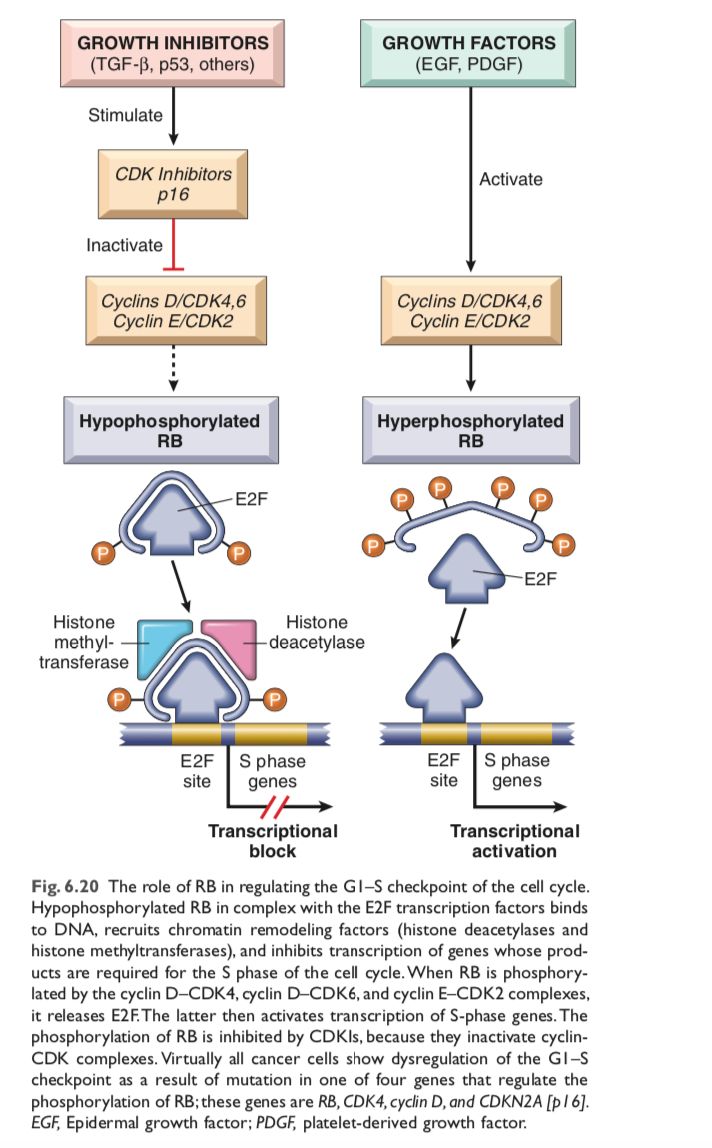 GROWTH INHIBITORS
(TGF-β, p53, others)
Stimulate
CDK Inhibitors
p16
Inactivate
Cyclins D/CDK4,6
Cyclin E/CDK2
Hypophosphorylated
RB
E2F
P
P
Histone
methyl-
transferase
Histone
deacetylase
P
P
E2F
site
S phase
genes
Transcriptional
block
GROWTH FACTORS
(EGF, PDGF)
Activate
Cyclins D/CDK4,6
Cyclin E/CDK2
Hyperphosphorylated
RB
P
P
P
P
P
P
E2F
E2F
site
S phase
genes
Transcriptional
activation
Fig. 6.20 The role of RB in regulating the G1–S checkpoint of the cell cycle.
Hypophosphorylated RB in complex with the E2F transcription factors binds
to DNA, recruits chromatin remodeling factors (histone deacetylases and
histone methyltransferases), and inhibits transcription of genes whose prod-
ucts are required for the S phase of the cell cycle. When RB is phosphory-
lated by the cyclin D–CDK4, cyclin D–CDK6, and cyclin E–CDK2 complexes,
it releases E2F. The latter then activates transcription of S-phase genes. The
phosphorylation of RB is inhibited by CDKIs, because they inactivate cyclin-
CDK complexes. Virtually all cancer cells show dysregulation of the G1–S
checkpoint as a result of mutation in one of four genes that regulate the
phosphorylation of RB; these genes are RB, CDK4, cyclin D, and CDKN2A [p16].
EGF, Epidermal growth factor; PDGF, platelet-derived growth factor.